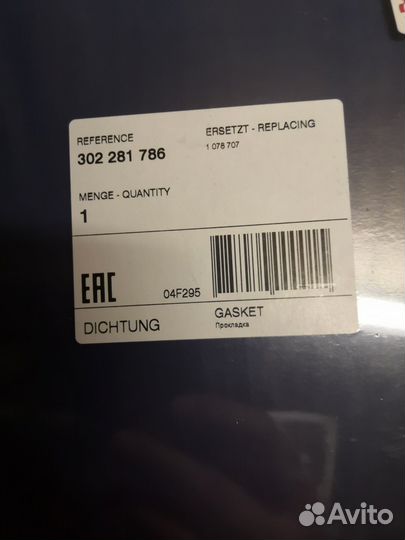 REFERENCE
302 281 786
ERSETZT - REPLACING
1 078 707
MENGE - QUANTITY
1
EAC
04F295
DICHTUNG
GASKET
Прокладка
Avito